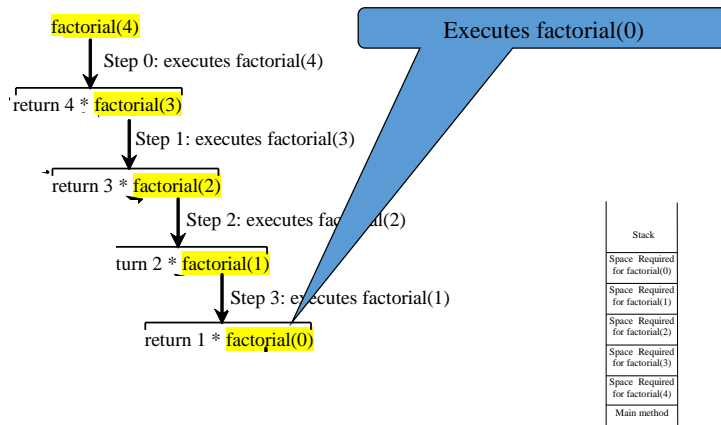 factorial(4)
Executes factorial(0)
Step 0: executes factorial(4)
return 4 * factorial(3)
Step 1: executes factorial(3)
return 3 * factorial(2)
Step 2: executes factorial(2)
turn 2 * factorial(1)
Step 3: executes factorial(1)
return 1 * factorial(0)
Stack
Space Required
for factorial(0)
Space Required
for factorial(1)
Space Required
for factorial(2)
Space Required
for factorial(3)
Space Required
for factorial(4)
Main method